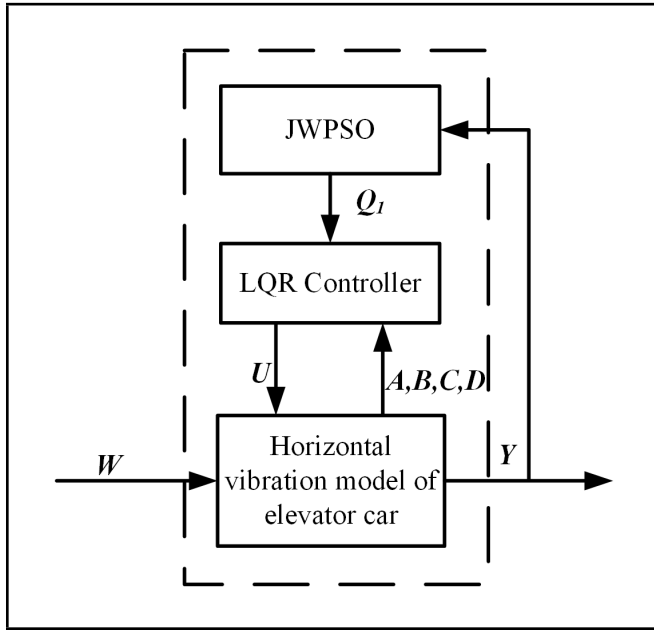 JWPSO
Q1
LQR Controller
U
A,B,C,D
Horizontal
vibration model of
elevator car
W
Y